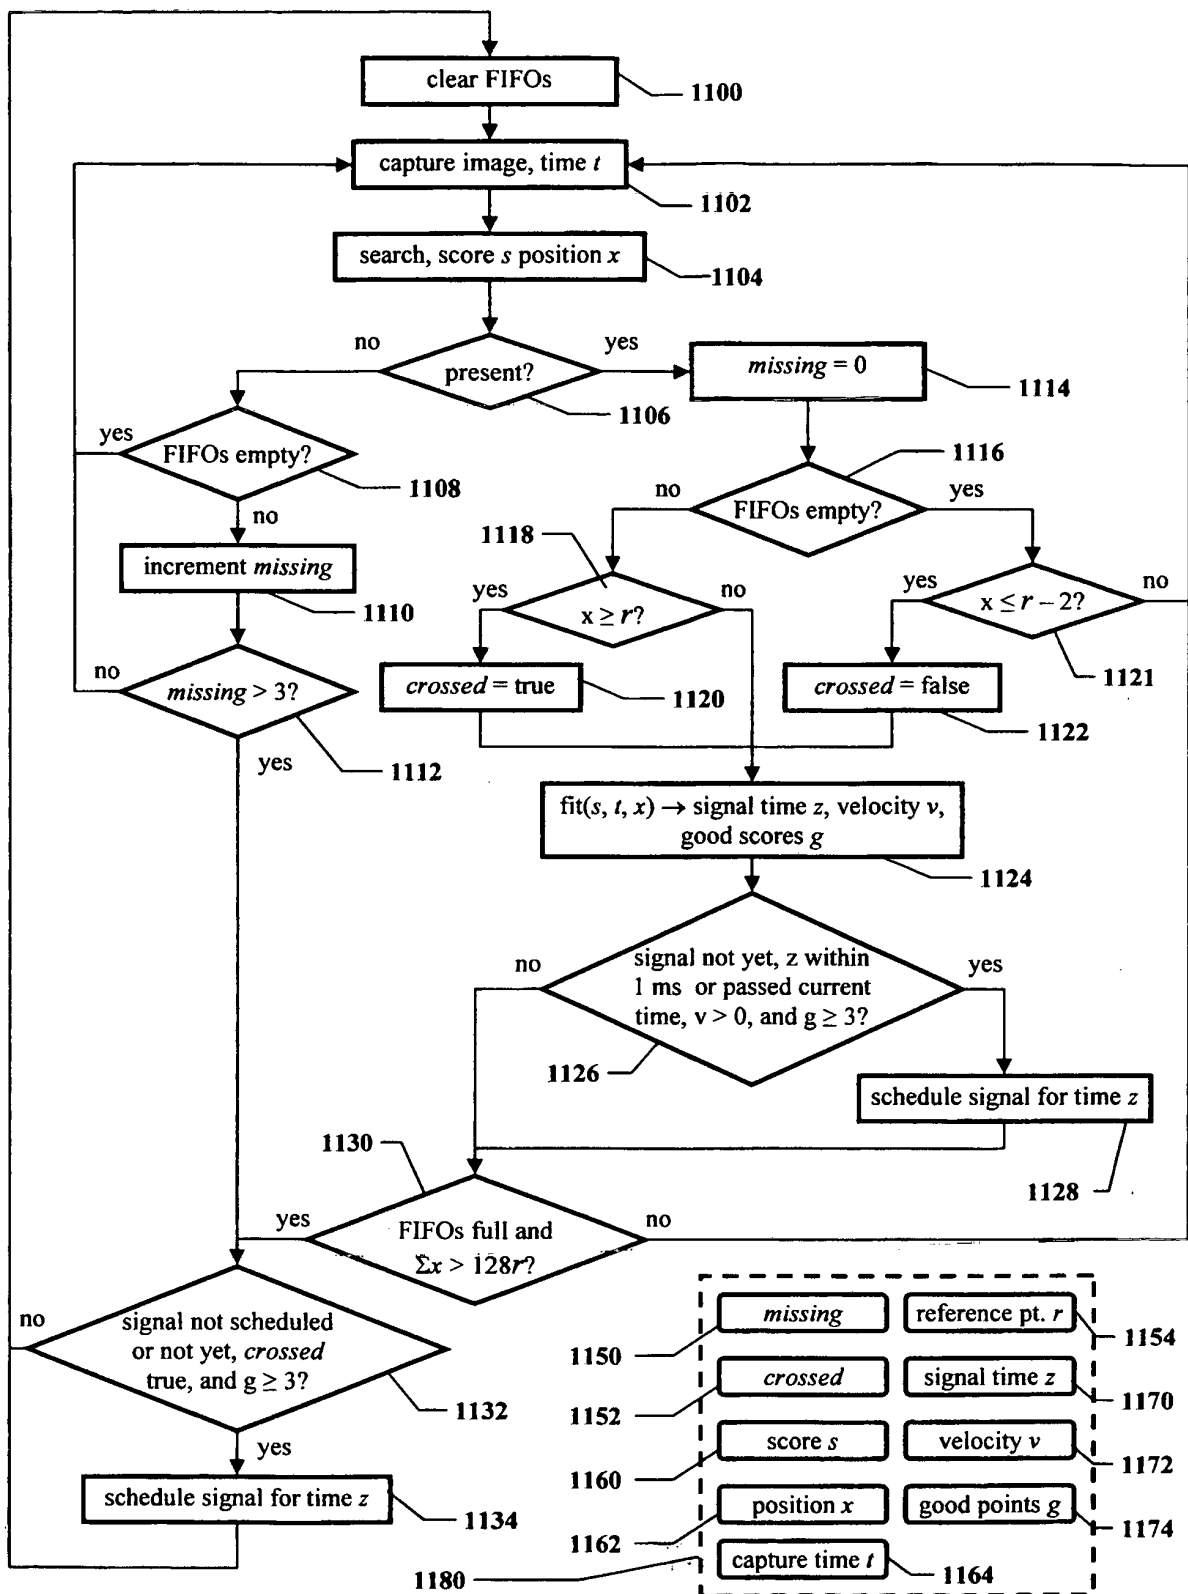 clear FIFOs
1100
capture image, time t
1102
search, score s position x
1104
no
yes
present?
1106
missing = 0
1114
yes
FIFOs empty?
1108
no
1116
no
FIFOs empty?
yes
increment missing
1110
1118
yes
x ≥ r?
no
yes
x ≤ r – 2?
no
1121
no
missing > 3?
yes
1112
crossed = true
1120
crossed = false
1122
fit(s, t, x) → signal time z, velocity v,
good scores g
1124
no
signal not yet, z within
1 ms or passed current
time, v > 0, and g ≥ 3?
yes
1126
schedule signal for time z
1128
1130
yes
FIFOs full and
Σx > 128r?
no
no
signal not scheduled
or not yet, crossed
true, and g ≥ 3?
1132
yes
schedule signal for time z
1134
missing
1150
reference pt. r
1154
crossed
1152
signal time z
1170
score s
1160
velocity v
1172
position x
1162
good points g
1174
capture time t
1164
1180